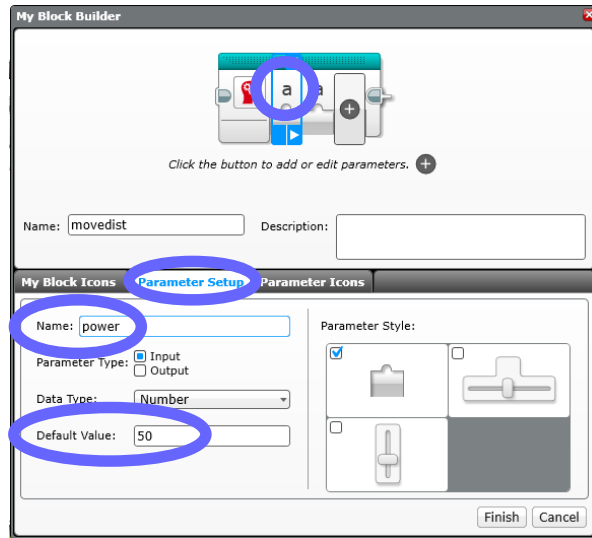 My Block Builder
a a
Click the button to add or edit parameters.
Name: movedist Description:
My Block Icons Parameter Setup Parameter Icons
Name: power
Parameter Type: Input
Output
Data Type: Number
Default Value: 50
Parameter Style:
Finish Cancel